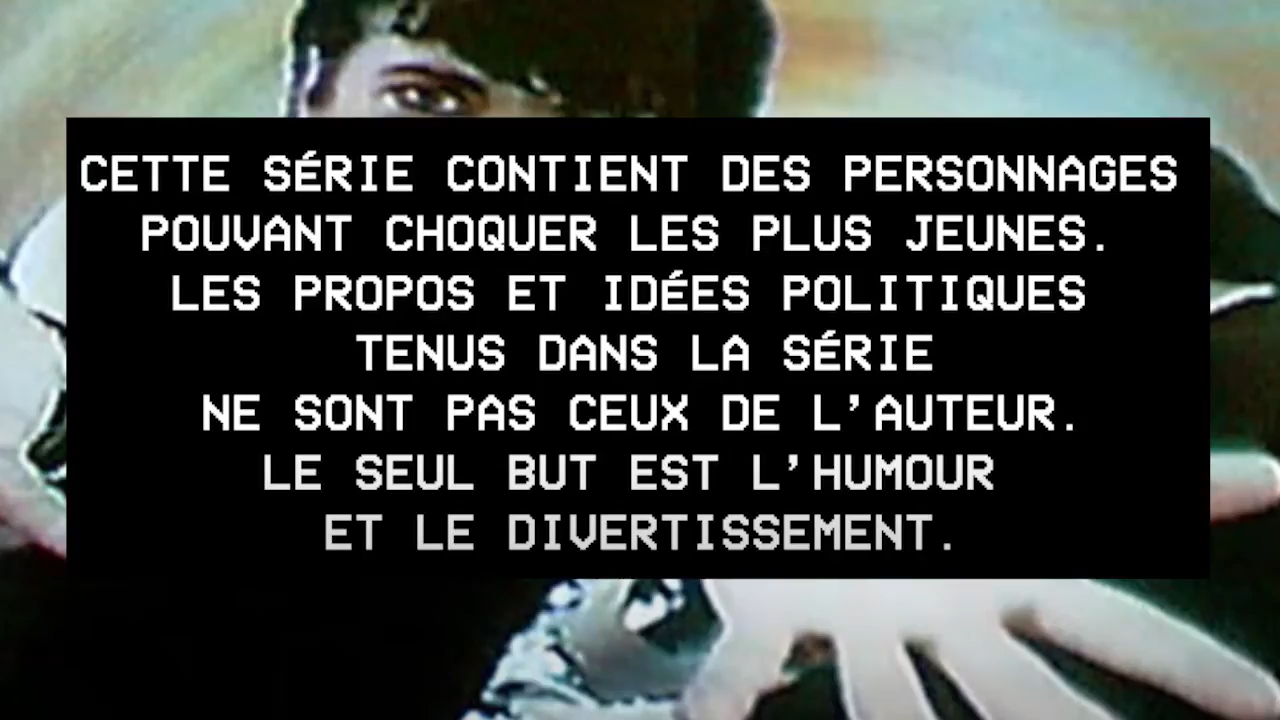 CETTE SÉRIE CONTIENT DES PERSONNAGES
POUVANT CHOQUER LES PLUS JEUNES.
LES PROPOS ET IDÉES POLITIQUES
TENUS DANS LA SÉRIE
NE SONT PAS CEUX DE L’AUTEUR.
LE SEUL BUT EST L’HUMOUR
ET LE DIVERTISSEMENT.